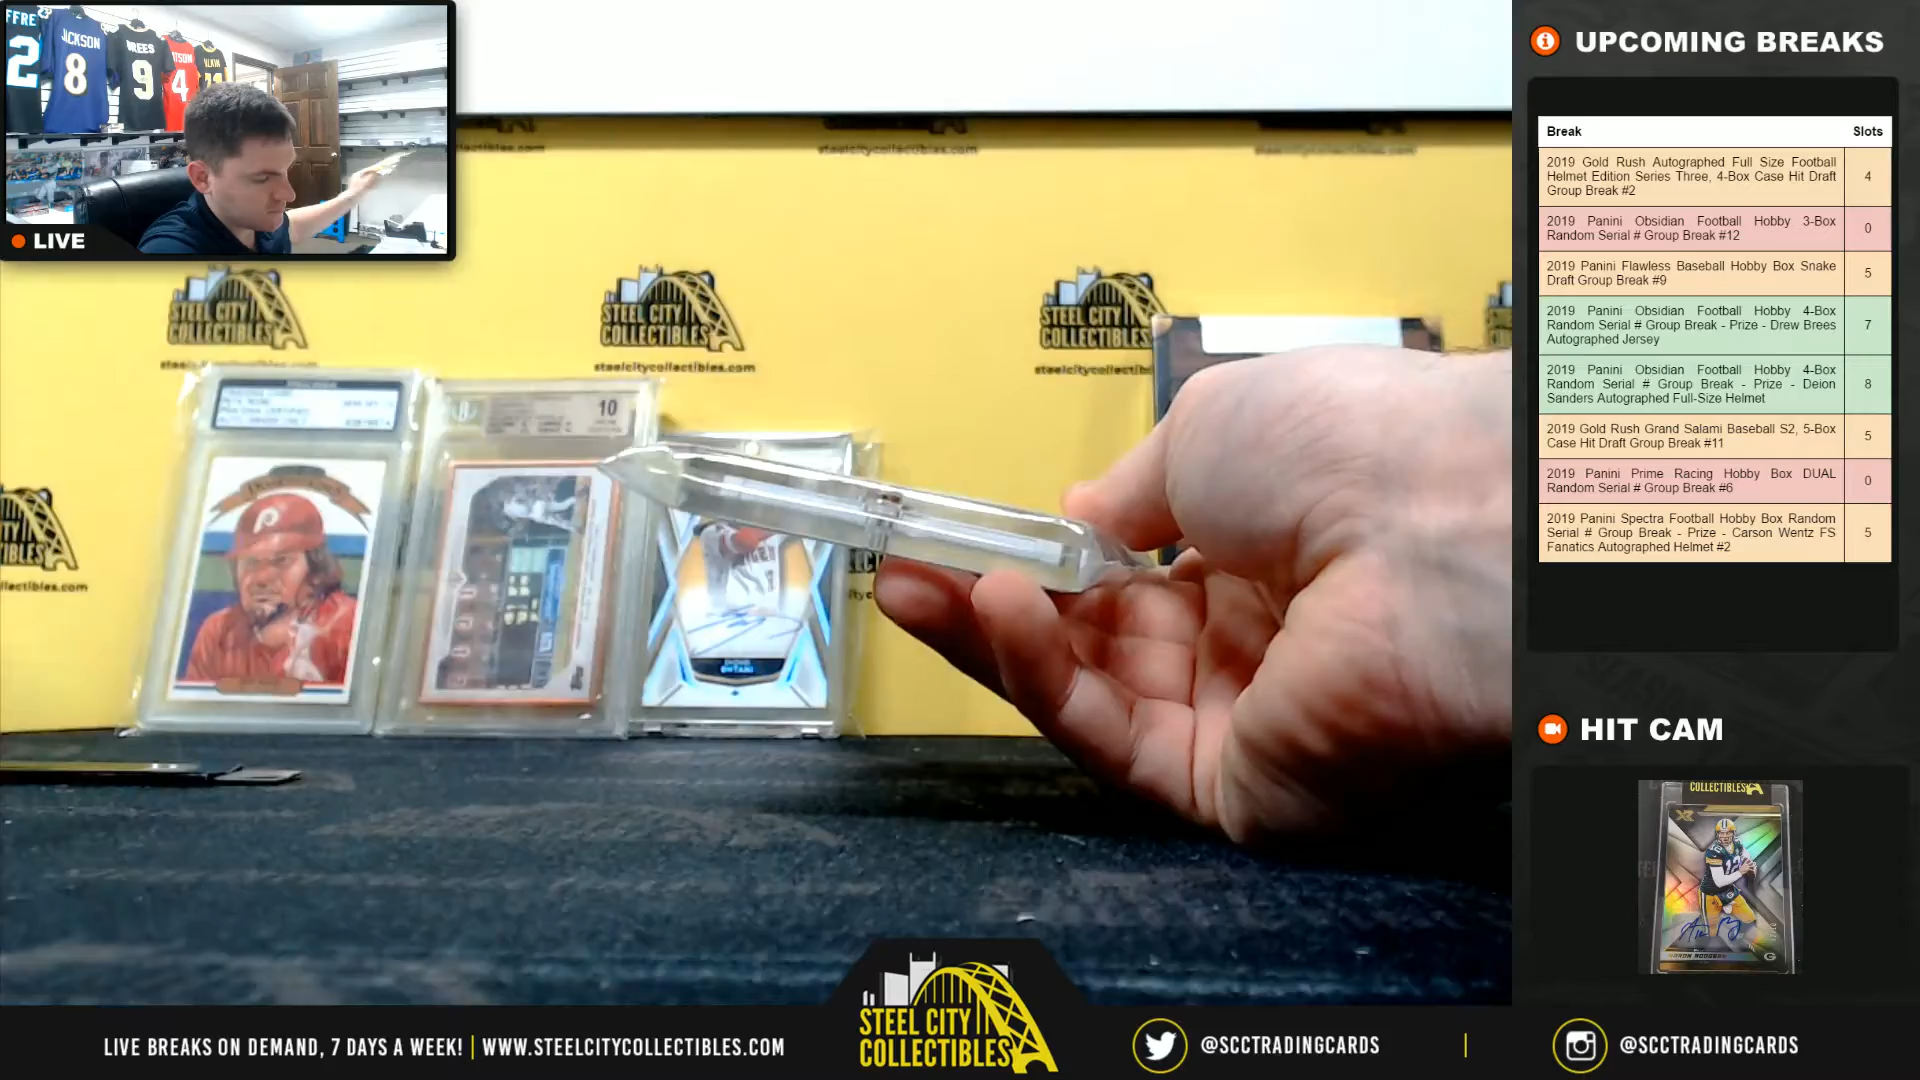 JACKSON
8
BREES
9
4
LIVE
UPCOMING BREAKS
Break Slots
2019 Gold Rush Autographed Full Size Football
Helmet Edition Series Three, 4-Box Case Hit Draft
Group Break #2
4
2019 Panini Obsidian Football Hobby 3-Box
Random Serial # Group Break #12
0
2019 Panini Flawless Baseball Hobby Box Snake
Draft Group Break #9
5
2019 Panini Obsidian Football Hobby 4-Box
Random Serial # Group Break - Prize - Drew Brees
Autographed Jersey
7
2019 Panini Obsidian Football Hobby 4-Box
Random Serial # Group Break - Prize - Deion
Sanders Autographed Full-Size Helmet
8
2019 Gold Rush Grand Salami Baseball S2, 5-Box
Case Hit Draft Group Break #11
5
2019 Panini Prime Racing Hobby Box DUAL
Random Serial # Group Break #6
0
2019 Panini Spectra Football Hobby Box Random
Serial # Group Break - Prize - Carson Wentz FS
Fanatics Autographed Helmet #2
5
steelcitycollectibles.com
STEEL CITY
COLLECTIBLES
steelcitycollectibles.com
STEEL CITY
COLLECTIBLES
steelcitycollectibles.com
STEEL CITY
COLLECTIBLES
10
OHTANI
HIT CAM
COLLECTIBLES
XR
12
AARON RODGERS
STEEL CITY
COLLECTIBLES
LIVE BREAKS ON DEMAND, 7 DAYS A WEEK! | WWW.STEELCITYCOLLECTIBLES.COM
@SCCTRADINGCARDS
@SCCTRADINGCARDS